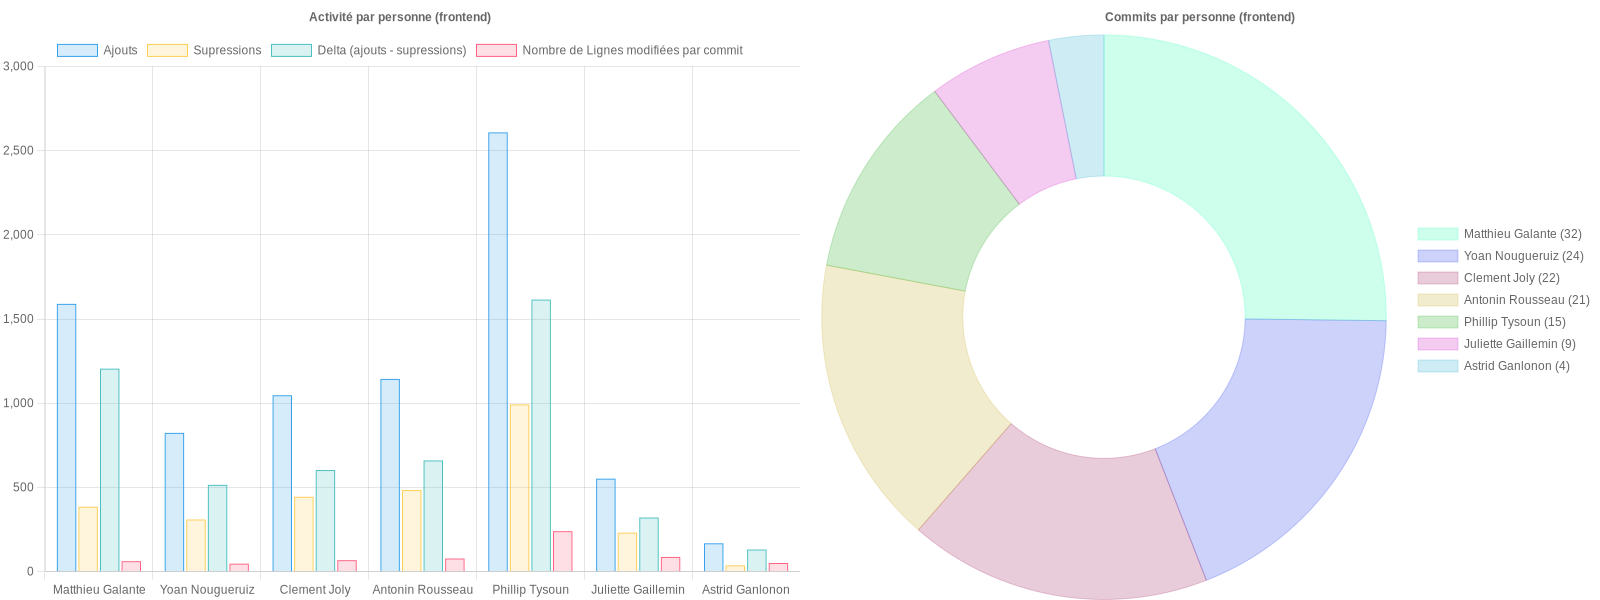 Activité par personne (frontend)
Ajouts Supressions Delta (ajouts - supressions) Nombre de Lignes modifiées par commit
3,000
2,500
2,000
1,500
1,000
500
0
Matthieu Galante Yoan Nougueruiz Clement Joly Antonin Rousseau Phillip Tysoun Juliette Gaillemin Astrid Ganlonon
Commits par personne (frontend)
Matthieu Galante (32)
Yoan Nougueruiz (24)
Clement Joly (22)
Antonin Rousseau (21)
Phillip Tysoun (15)
Juliette Gaillemin (9)
Astrid Ganlonon (4)